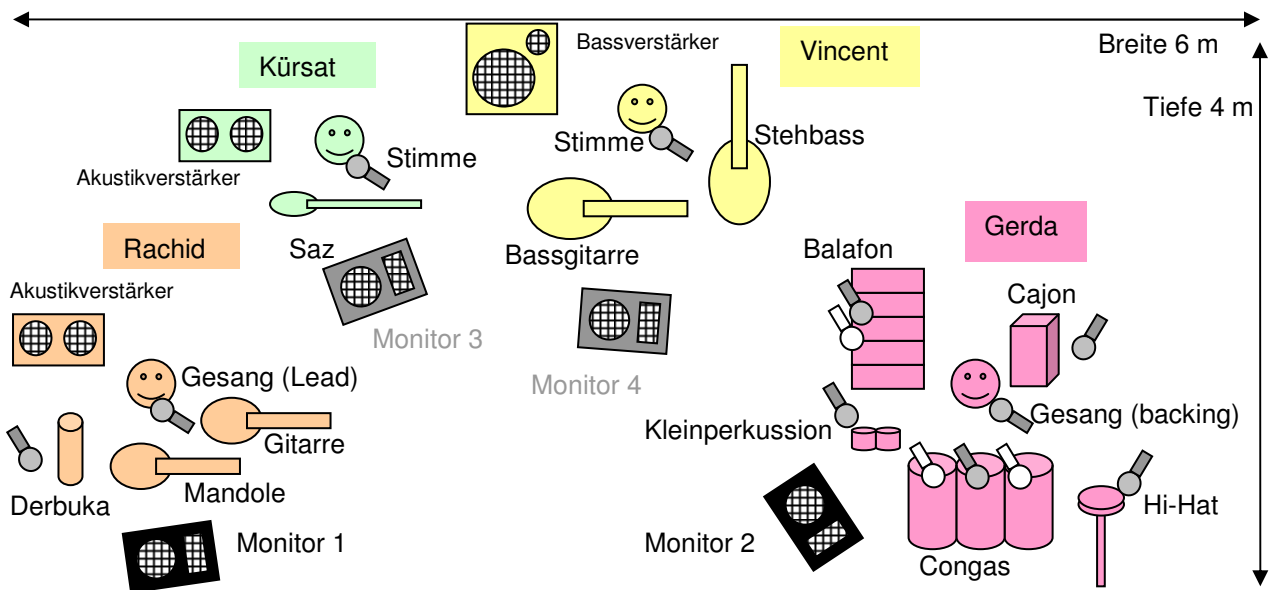 Breite 6 m
Tiefe 4 m
Kürsat
Bassverstärker
Vincent
Stimme
Stimme
Stehbass
Akustikverstärker
Rachid
Saz
Bassgitarre
Balafon
Gerda
Akustikverstärker
Cajon
Monitor 3
Gesang (Lead)
Monitor 4
Gitarre
Kleinperkussion
Gesang (backing)
Derbuka
Mandole
Hi-Hat
Monitor 1
Monitor 2
Congas